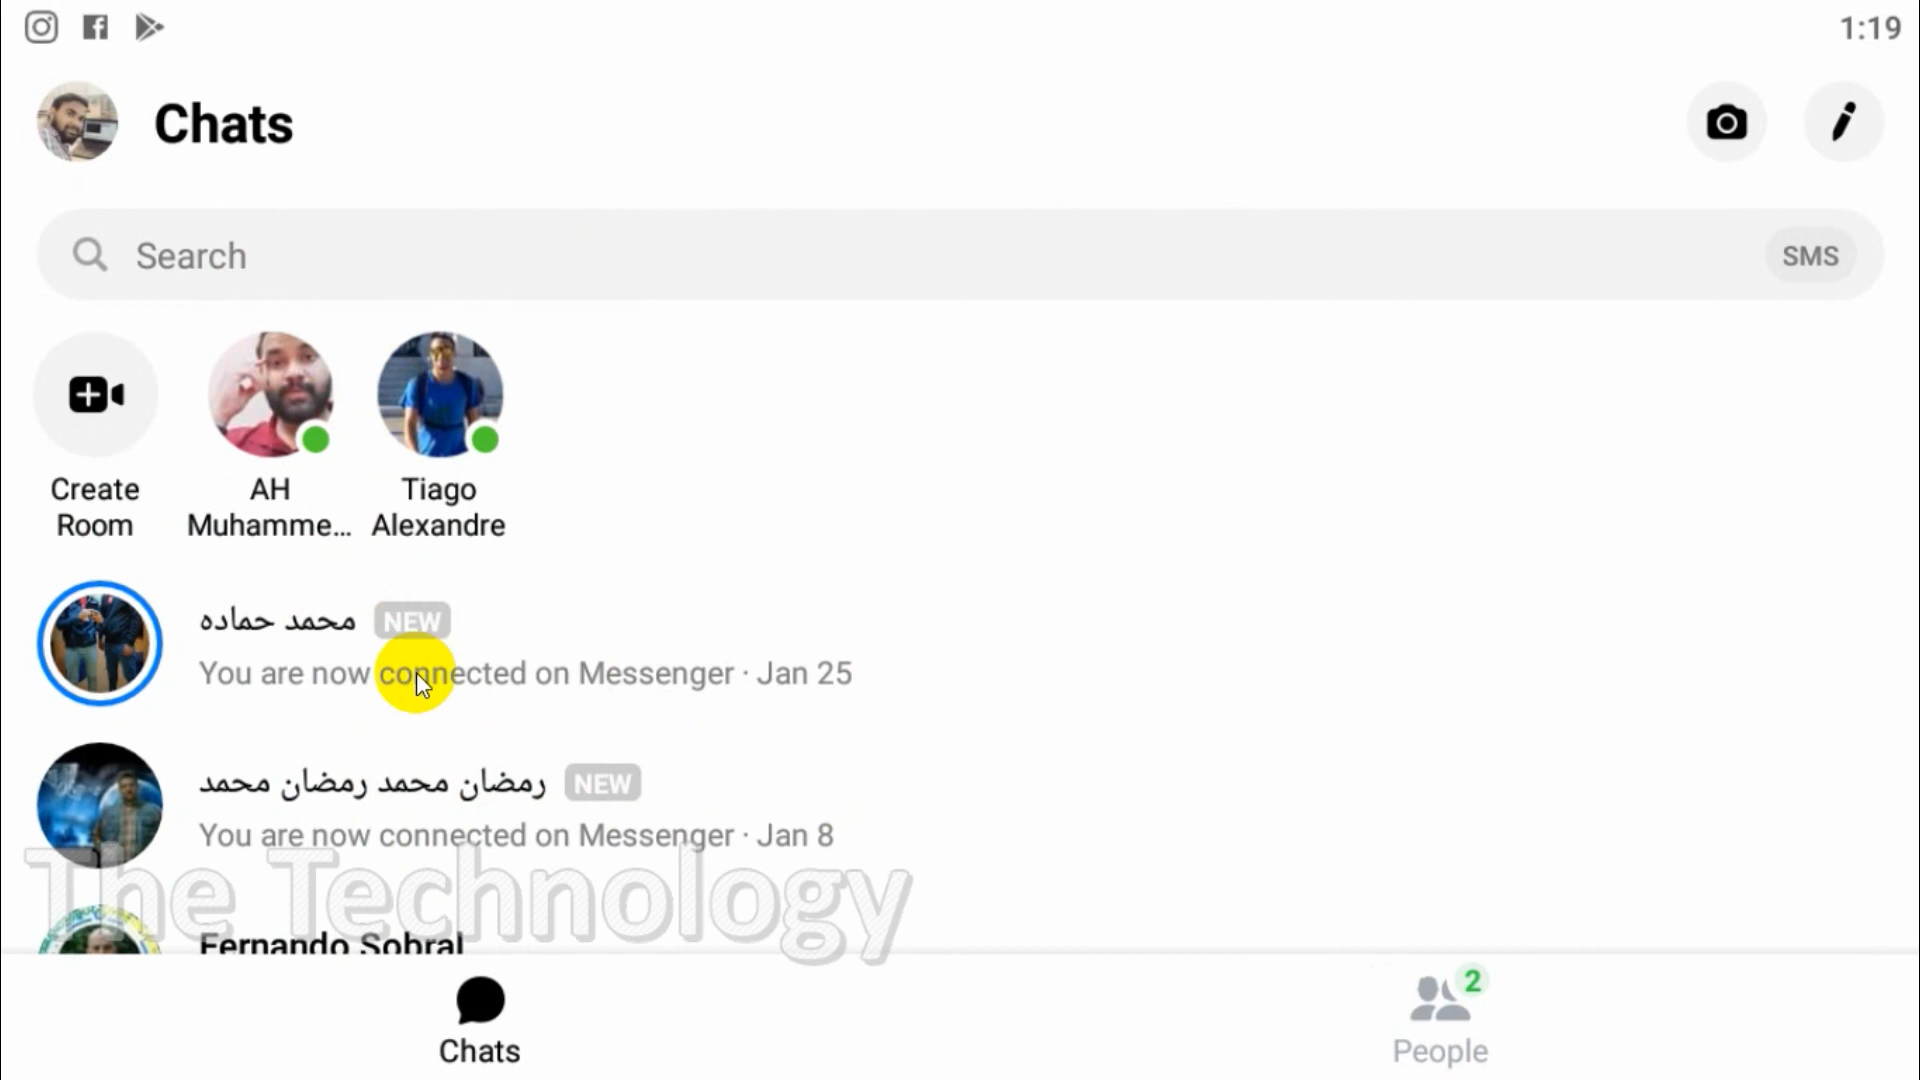 1:19
Chats
Search
SMS
Create
Room
AH
Muhamme...
Tiago
Alexandre
محمد حماده NEW
You are now connected on Messenger · Jan 25
رمضان محمد رمضان محمد NEW
You are now connected on Messenger · Jan 8
The Technology
Fernando Sobral
Chats
2
People